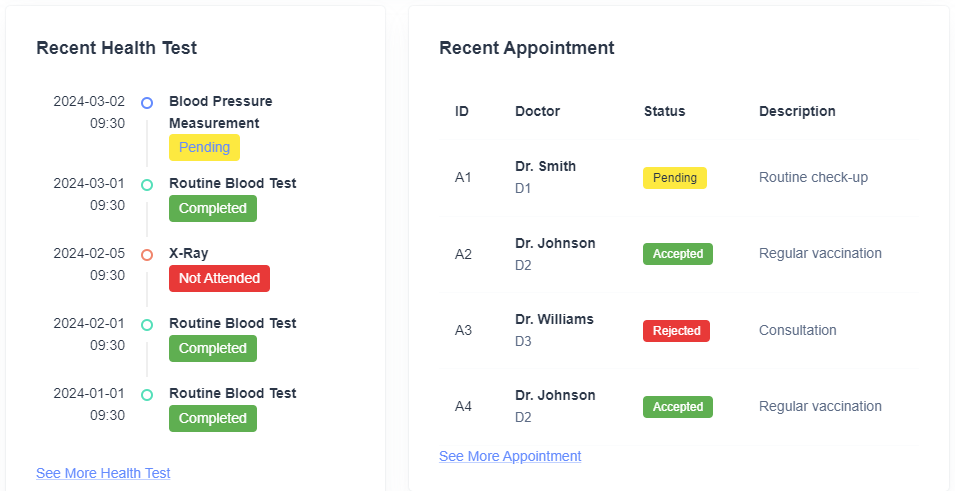 Recent Health Test
2024-03-02
09:30
Blood Pressure
Measurement
Pending
2024-03-01
09:30
Routine Blood Test
Completed
2024-02-05
09:30
X-Ray
Not Attended
2024-02-01
09:30
Routine Blood Test
Completed
2024-01-01
09:30
Routine Blood Test
Completed
See More Health Test
Recent Appointment
ID Doctor Status Description
A1 Dr. Smith Pending Routine check-up
D1
A2 Dr. Johnson Accepted Regular vaccination
D2
A3 Dr. Williams Rejected Consultation
D3
A4 Dr. Johnson Accepted Regular vaccination
D2
See More Appointment